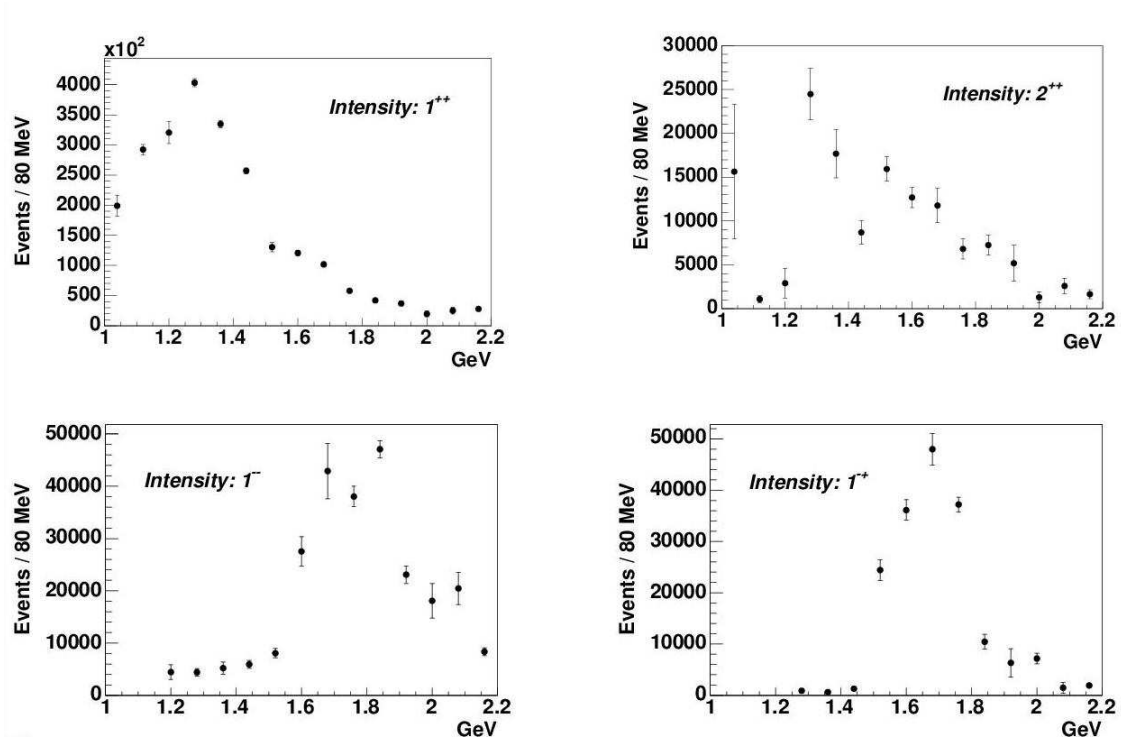 x10²
4000
3500
3000
2500
2000
1500
1000
500
0
Events / 80 MeV
Intensity: 1⁺⁺
1 1.2 1.4 1.6 1.8 2 2.2
GeV
30000
25000
20000
15000
10000
5000
0
Events / 80 MeV
Intensity: 2⁺⁺
1 1.2 1.4 1.6 1.8 2 2.2
GeV
50000
40000
30000
20000
10000
0
Events / 80 MeV
Intensity: 1⁻⁻
1 1.2 1.4 1.6 1.8 2 2.2
GeV
50000
40000
30000
20000
10000
0
Events / 80 MeV
Intensity: 1⁻⁺
1 1.2 1.4 1.6 1.8 2 2.2
GeV